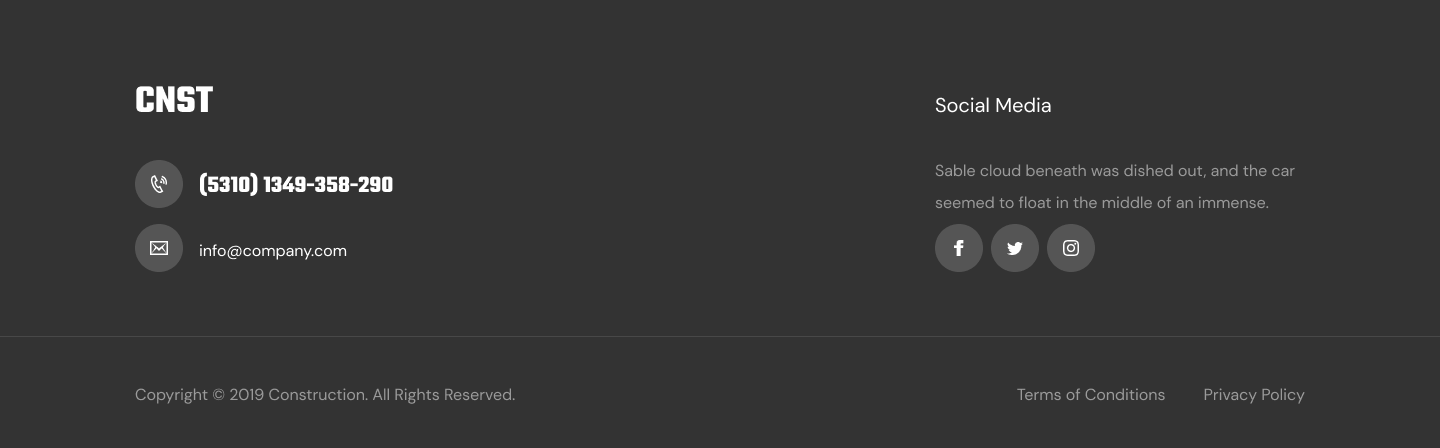 CNST
(5310) 1349-358-290
info@company.com
Social Media
Sable cloud beneath was dished out, and the car
seemed to float in the middle of an immense.
Copyright © 2019 Construction. All Rights Reserved.
Terms of Conditions
Privacy Policy